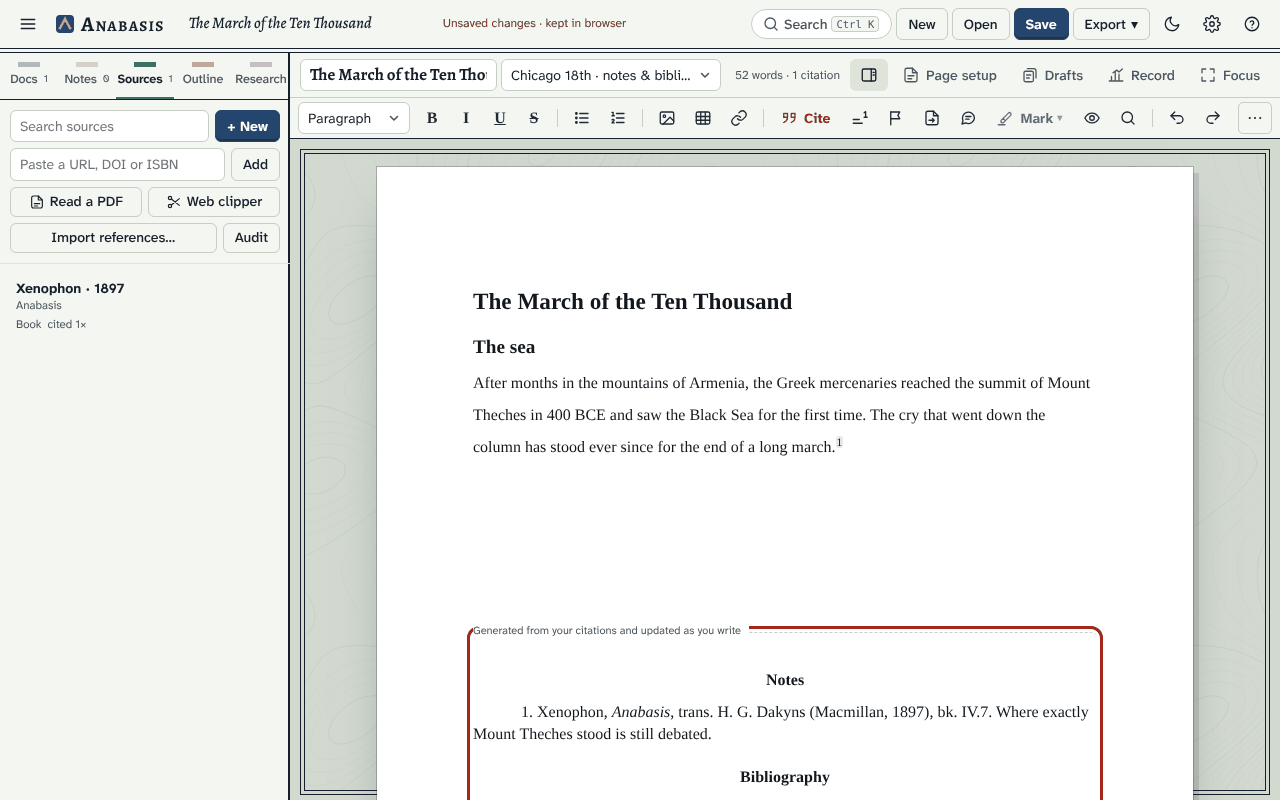 ANABASIS
The March of the Ten Thousand
Unsaved changes · kept in browser
Search Ctrl K
New
Open
Save
Export ▾
Docs 1
Notes 0
Sources 1
Outline
Research
The March of the Ten Tho
Chicago 18th · notes & bibli...
52 words · 1 citation
Page setup
Drafts
Record
Focus
Search sources
+ New
Paste a URL, DOI or ISBN
Add
Read a PDF
Web clipper
Import references…
Audit
Xenophon · 1897
Anabasis
Book cited 1×
Paragraph
B I U S
Cite
Mark ▾
The March of the Ten Thousand
The sea
After months in the mountains of Armenia, the Greek mercenaries reached the summit of Mount
Theches in 400 BCE and saw the Black Sea for the first time. The cry that went down the
column has stood ever since for the end of a long march.1
Generated from your citations and updated as you write
Notes
1. Xenophon, Anabasis, trans. H. G. Dakyns (Macmillan, 1897), bk. IV.7. Where exactly
Mount Theches stood is still debated.
Bibliography